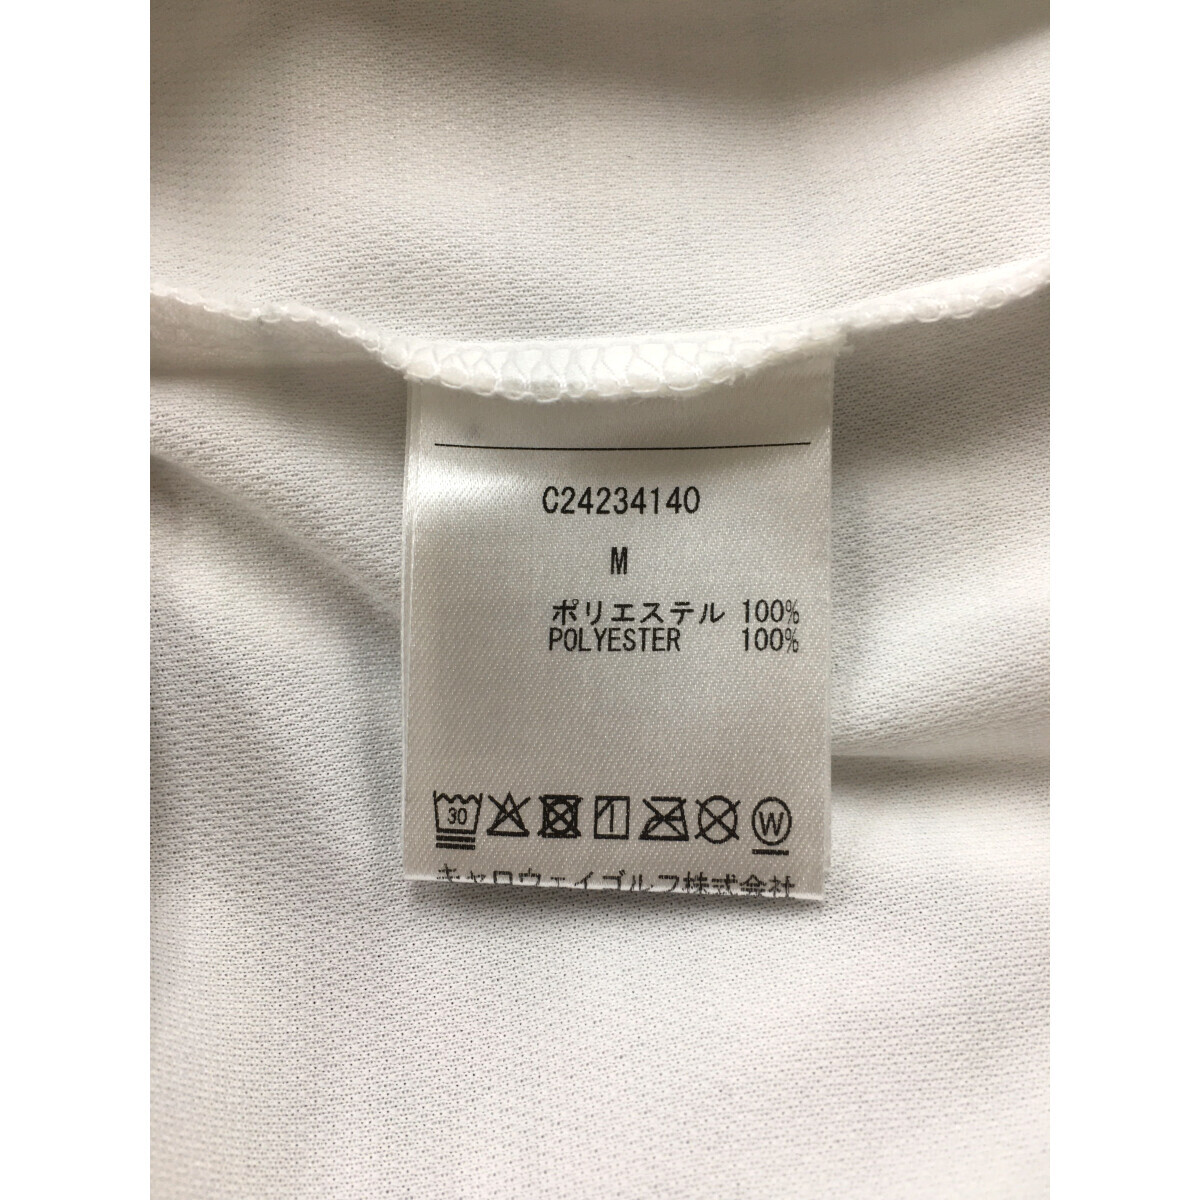 C24234140
M
ポリエステル 100%
POLYESTER 100%
30
W
キャロウェイゴルフ株式会社